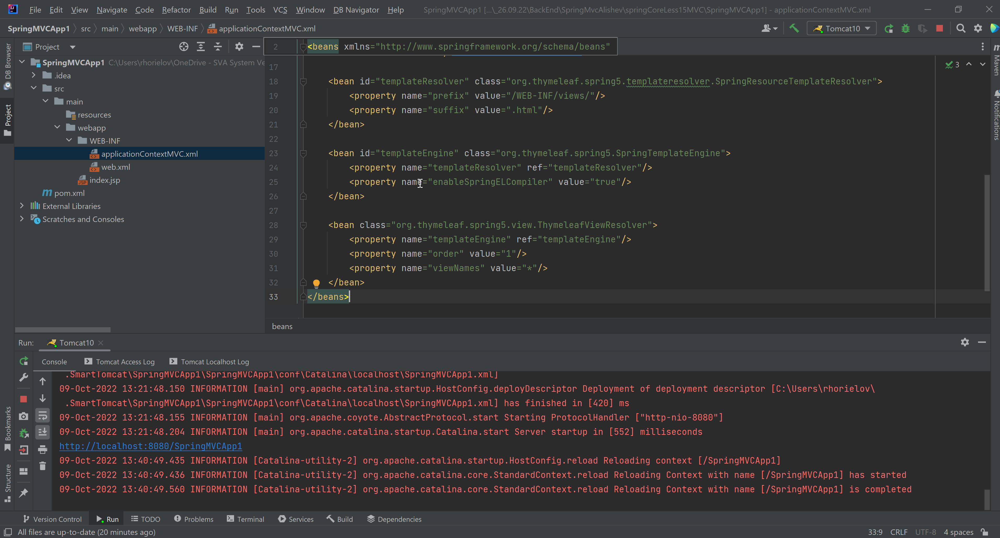 File Edit View Navigate Code Refactor Build Run Tools VCS Window DB Navigator Help SpringMVCApp1 [...\_26.09.22\BackEnd\SpringMvcAlishev\springCoreLess15MVC\SpringMVCApp1] - applicationContextMVC.xml
SpringMVCApp1 src main webapp WEB-INF applicationContextMVC.xml Tomcat10
DB Browser
Project
Bookmarks
Structure
Project
SpringMVCApp1 C:\Users\rhorielov\OneDrive - SVA System Ve
.idea
src
main
resources
webapp
WEB-INF
applicationContextMVC.xml
web.xml
index.jsp
pom.xml
External Libraries
Scratches and Consoles
2 <beans xmlns="http://www.springframework.org/schema/beans"
3
17
18 <bean id="templateResolver" class="org.thymeleaf.spring5.templateresolver.SpringResourceTemplateResolver">
19 <property name="prefix" value="/WEB-INF/views/"/>
20 <property name="suffix" value=".html"/>
21 </bean>
22
23 <bean id="templateEngine" class="org.thymeleaf.spring5.SpringTemplateEngine">
24 <property name="templateResolver" ref="templateResolver"/>
25 <property name="enableSpringELCompiler" value="true"/>
26 </bean>
27
28 <bean class="org.thymeleaf.spring5.view.ThymeleafViewResolver">
29 <property name="templateEngine" ref="templateEngine"/>
30 <property name="order" value="1"/>
31 <property name="viewNames" value="*"/>
32 </bean>
33 </beans>
beans
Maven
Notifications
Run: Tomcat10
Console Tomcat Access Log Tomcat Localhost Log
.SmartTomcat\SpringMVCApp1\SpringMVCApp1\conf\Catalina\localhost\SpringMVCApp1.xml]
09-Oct-2022 13:21:48.150 INFORMATION [main] org.apache.catalina.startup.HostConfig.deployDescriptor Deployment of deployment descriptor [C:\Users\rhorielov\
.SmartTomcat\SpringMVCApp1\SpringMVCApp1\conf\Catalina\localhost\SpringMVCApp1.xml] has finished in [420] ms
09-Oct-2022 13:21:48.155 INFORMATION [main] org.apache.coyote.AbstractProtocol.start Starting ProtocolHandler ["http-nio-8080"]
09-Oct-2022 13:21:48.204 INFORMATION [main] org.apache.catalina.startup.Catalina.start Server startup in [552] milliseconds
http://localhost:8080/SpringMVCApp1
09-Oct-2022 13:40:49.435 INFORMATION [Catalina-utility-2] org.apache.catalina.startup.HostConfig.reload Reloading context [/SpringMVCApp1]
09-Oct-2022 13:40:49.436 INFORMATION [Catalina-utility-2] org.apache.catalina.core.StandardContext.reload Reloading Context with name [/SpringMVCApp1] has started
09-Oct-2022 13:40:49.560 INFORMATION [Catalina-utility-2] org.apache.catalina.core.StandardContext.reload Reloading Context with name [/SpringMVCApp1] is completed
Version Control Run TODO Problems Terminal Services Build Dependencies
All files are up-to-date (20 minutes ago) 33:9 CRLF UTF-8 4 spaces